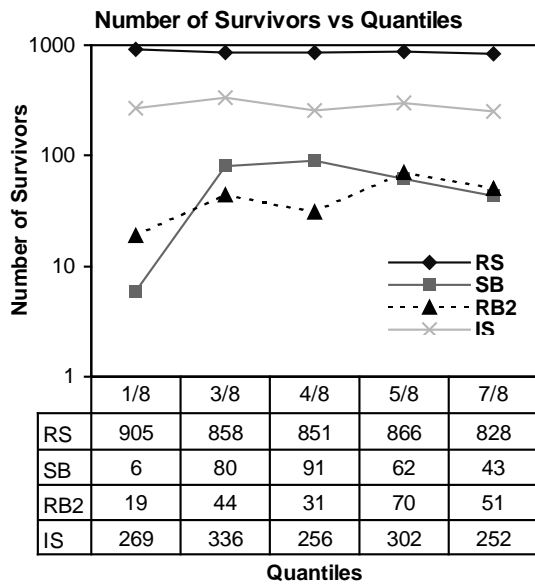 Number of Survivors vs Quantiles
1000
100
10
1
Number of Survivors
RS
SB
RB2
IS
1/8 3/8 4/8 5/8 7/8
RS 905 858 851 866 828
SB 6 80 91 62 43
RB2 19 44 31 70 51
IS 269 336 256 302 252
Quantiles